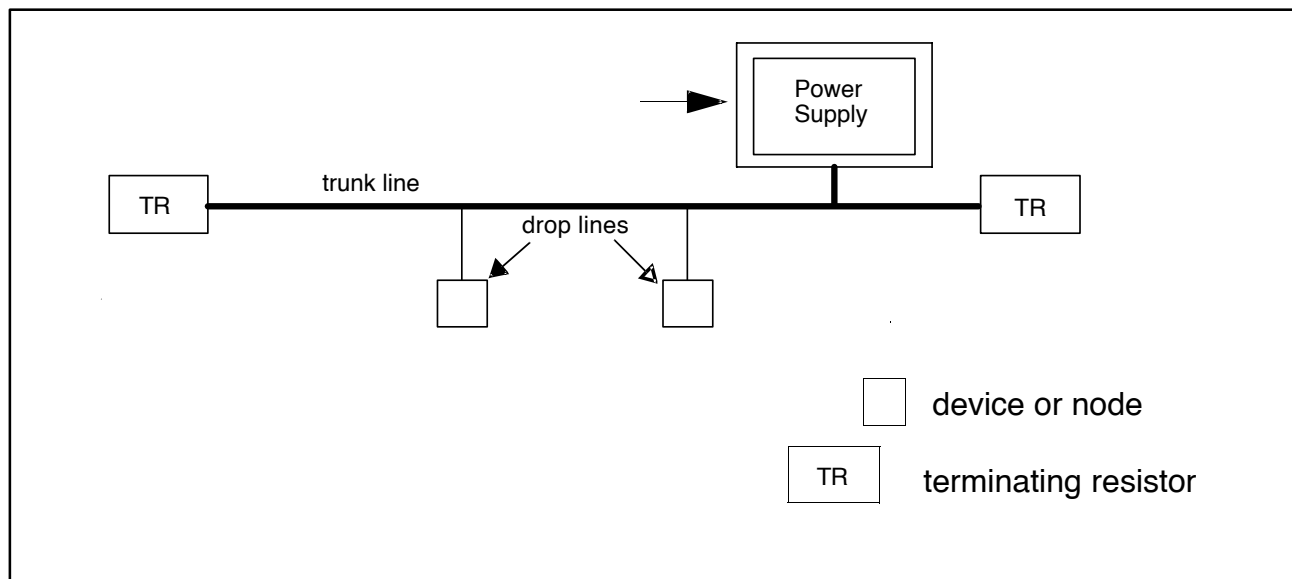 Power
Supply
trunk line
TR
TR
drop lines
device or node
TR
terminating resistor